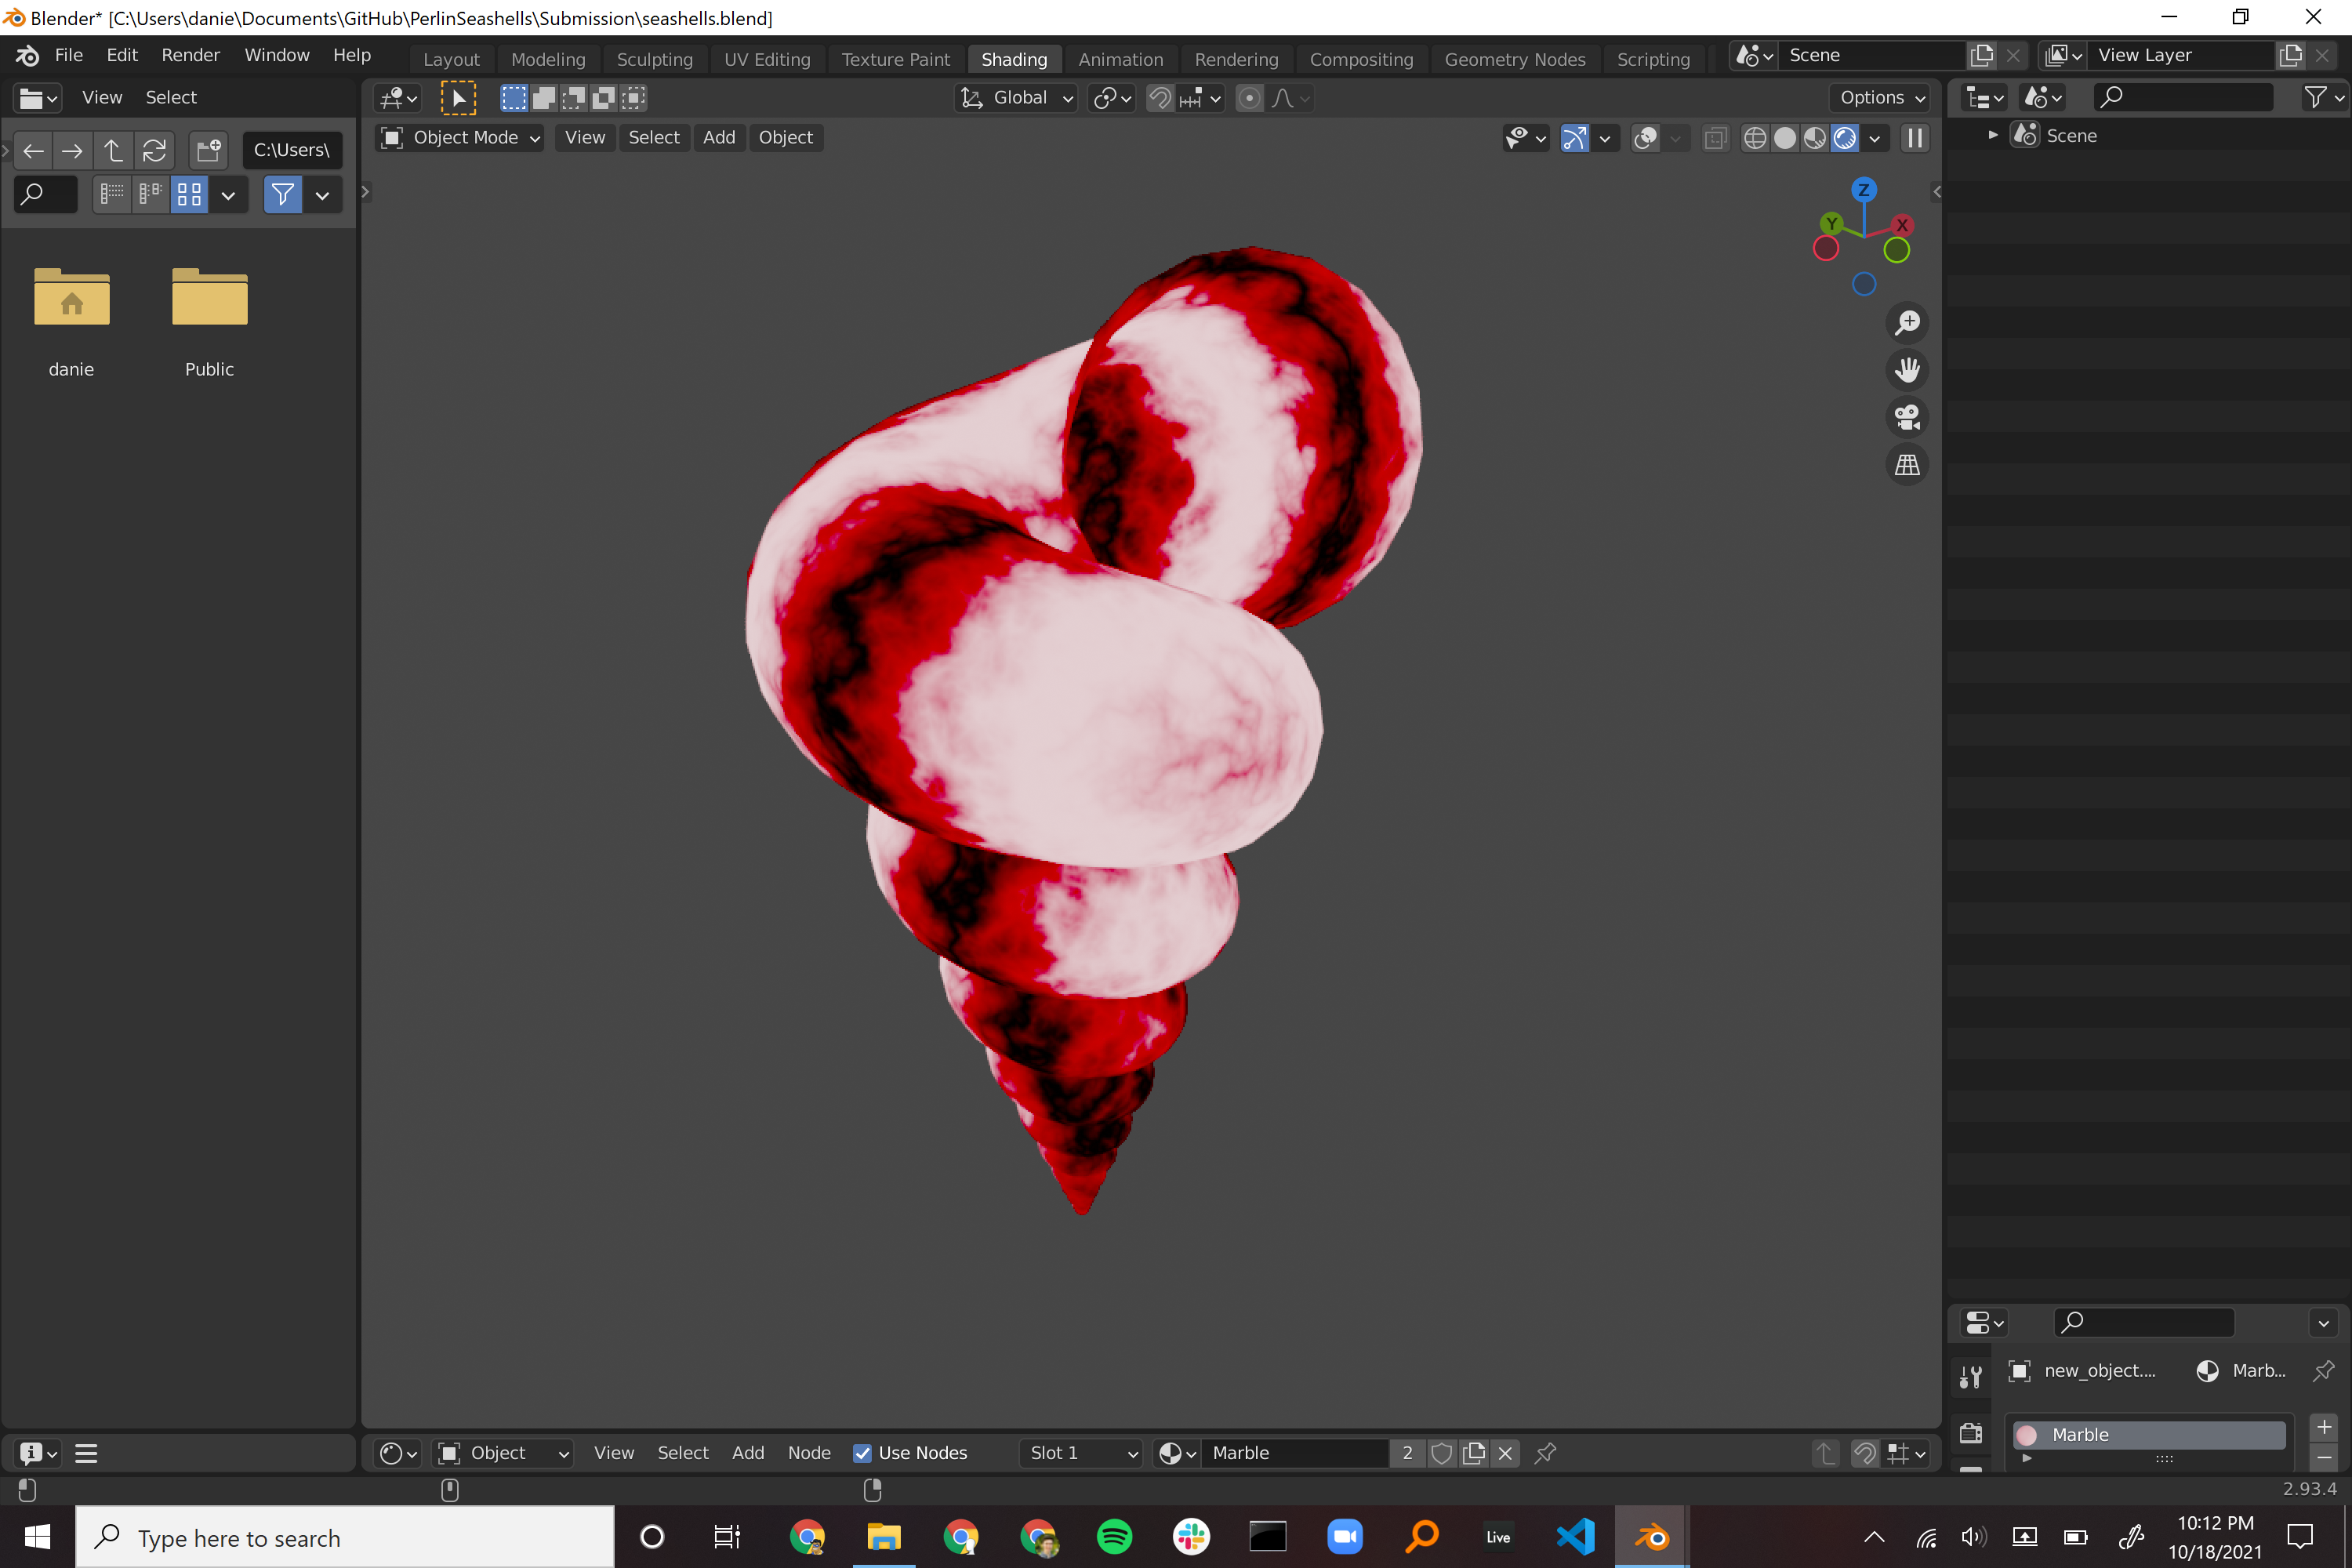 Blender* [C:\Users\danie\Documents\GitHub\PerlinSeashells\Submission\seashells.blend]
File Edit Render Window Help Layout Modeling Sculpting UV Editing Texture Paint Shading Animation Rendering Compositing Geometry Nodes Scripting Scene View Layer
View Select Global Options
C:\Users\ Object Mode View Select Add Object Scene
Z
Y X
danie Public
new_object.... Marb...
Marble
Object View Select Add Node Use Nodes Slot 1 Marble 2
2.93.4
Type here to search Live 10:12 PM
10/18/2021